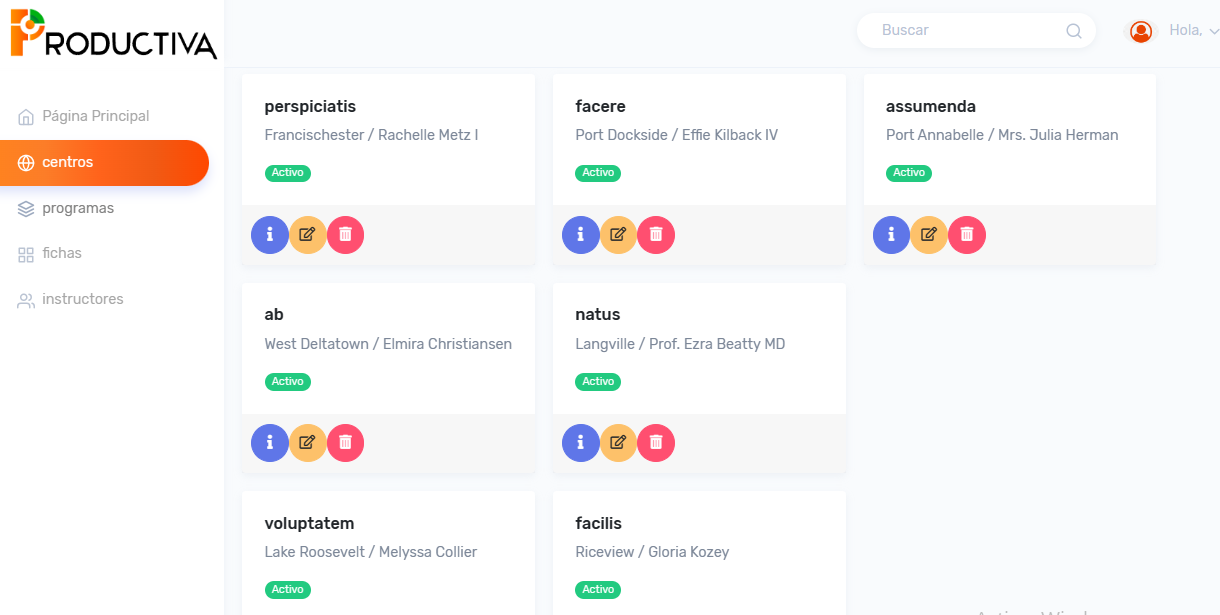 PRODUCTIVA
Buscar
Hola,
Página Principal
centros
programas
fichas
instructores
perspiciatis
Francischester / Rachelle Metz I
Activo
facere
Port Dockside / Effie Kilback IV
Activo
assumenda
Port Annabelle / Mrs. Julia Herman
Activo
ab
West Deltatown / Elmira Christiansen
Activo
natus
Langville / Prof. Ezra Beatty MD
Activo
voluptatem
Lake Roosevelt / Melyssa Collier
Activo
facilis
Riceview / Gloria Kozey
Activo